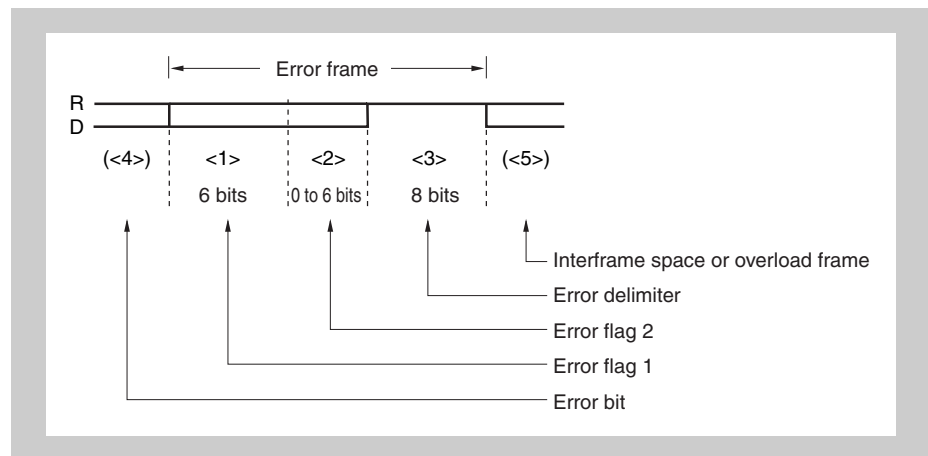 Error frame
R
D
(<4>) <1> <2> <3> (<5>)
6 bits 0 to 6 bits 8 bits
Interframe space or overload frame
Error delimiter
Error flag 2
Error flag 1
Error bit